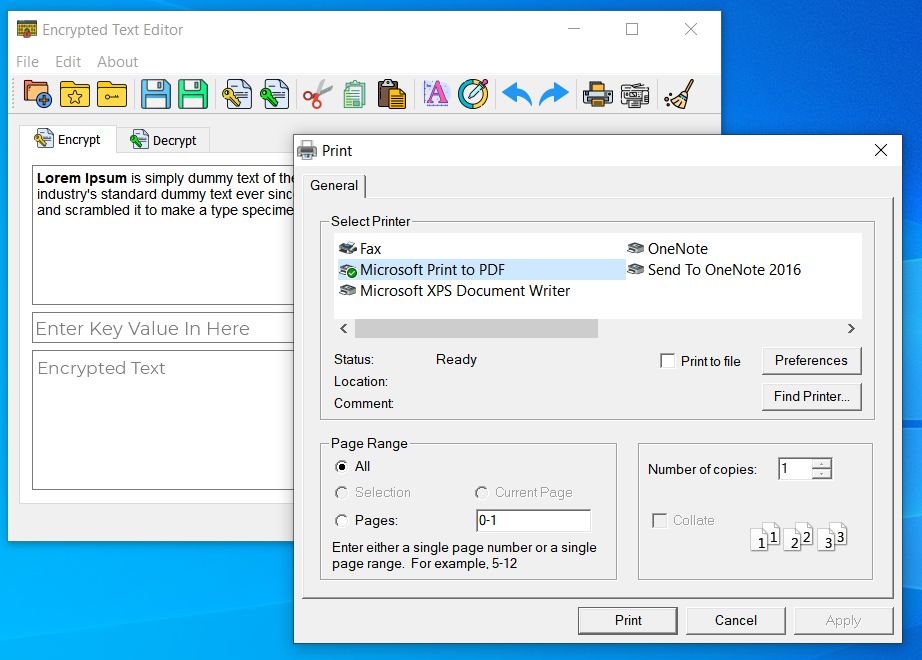 Encrypted Text Editor
File Edit About
Encrypt Decrypt
Lorem Ipsum is simply dummy text of the
industry's standard dummy text ever sinc
and scrambled it to make a type specime
Enter Key Value In Here
Encrypted Text
Print
General
Select Printer
Fax OneNote
Microsoft Print to PDF Send To OneNote 2016
Microsoft XPS Document Writer
Status: Ready Print to file Preferences
Location:
Comment: Find Printer...
Page Range
All
Selection Current Page
Pages: 0-1
Enter either a single page number or a single
page range. For example, 5-12
Number of copies: 1
Collate
1 1 2 2 3 3
Print Cancel Apply